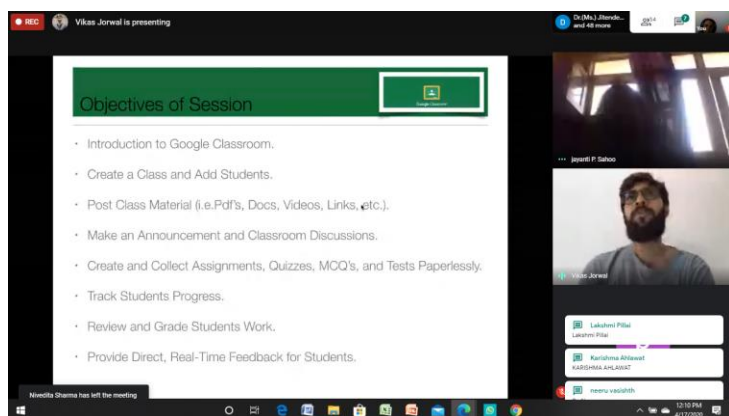 REC
Vikas Jorwal is presenting
Dr.(Ms.) Jitende...
and 48 more
Objectives of Session
Google Classroom
· Introduction to Google Classroom.
· Create a Class and Add Students.
· Post Class Material (i.e.Pdf's, Docs, Videos, Links, etc.).
· Make an Announcement and Classroom Discussions.
· Create and Collect Assignments, Quizzes, MCQ's, and Tests Paperlessly.
· Track Students Progress.
· Review and Grade Students Work.
· Provide Direct, Real-Time Feedback for Students.
jayanti P. Sahoo
Vikas Jorwal
Lakshmi Pillai
Lakshmi Pillai
Karishma Ahlawat
KARISHMA AHLAWAT
neeru vasishth
Nivedita Sharma has left the meeting
12:10 PM
4/17/2020